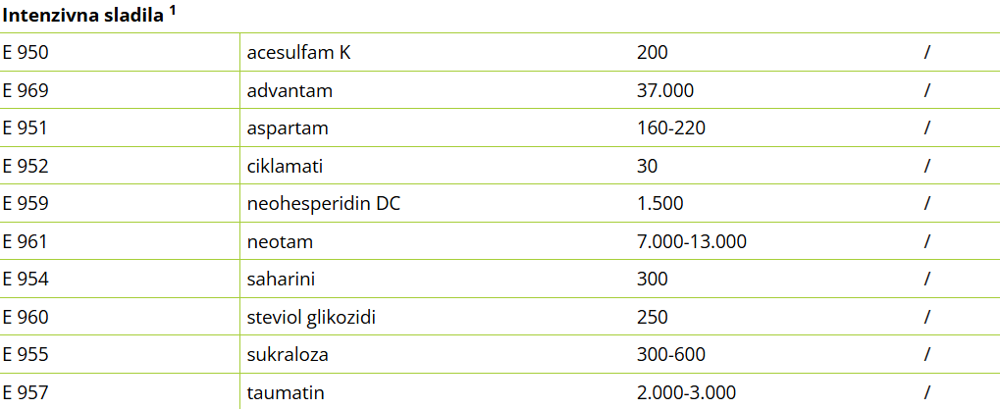 Intenzivna sladila ¹
E 950 acesulfam K 200 /
E 969 advantam 37.000 /
E 951 aspartam 160-220 /
E 952 ciklamati 30 /
E 959 neohesperidin DC 1.500 /
E 961 neotam 7.000-13.000 /
E 954 saharini 300 /
E 960 steviol glikozidi 250 /
E 955 sukraloza 300-600 /
E 957 taumatin 2.000-3.000 /